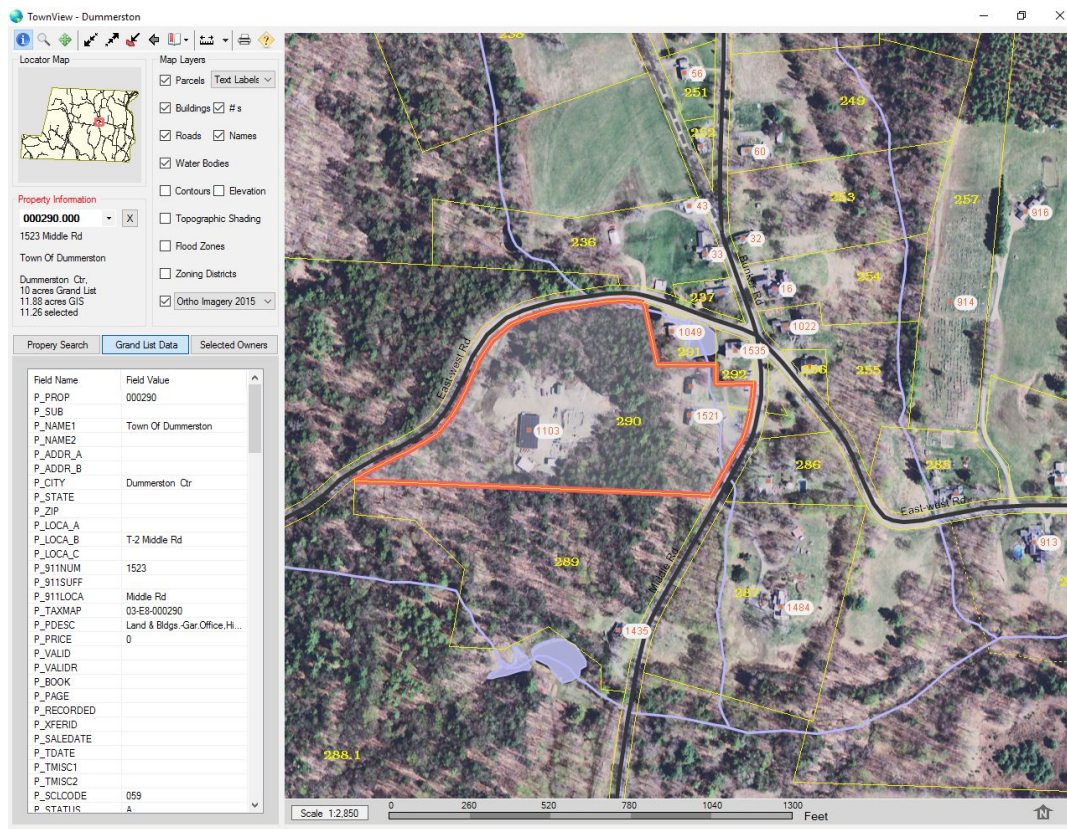 TownView - Dummerston
Locator Map
Map Layers
Parcels
Text Labels
Buildings
# s
Roads
Names
Water Bodies
Contours
Elevation
Topographic Shading
Flood Zones
Zoning Districts
Ortho Imagery 2015
Property Information
000290.000
X
1523 Middle Rd
Town Of Dummerston
Dummerston Ctr,
10 acres Grand List
11.88 acres GIS
11.26 selected
Propery Search
Grand List Data
Selected Owners
Field Name Field Value
P_PROP 000290
P_SUB
P_NAME1 Town Of Dummerston
P_NAME2
P_ADDR_A
P_ADDR_B
P_CITY Dummerston Ctr
P_STATE
P_ZIP
P_LOCA_A
P_LOCA_B T-2 Middle Rd
P_LOCA_C
P_911NUM 1523
P_911SUFF
P_911LOCA Middle Rd
P_TAXMAP 03-E8-000290
P_PDESC Land & Bldgs.-Gar.Office,Hi...
P_PRICE 0
P_VALID
P_VALIDR
P_BOOK
P_PAGE
P_RECORDED
P_XFERID
P_SALEDATE
P_TDATE
P_TMISC1
P_TMISC2
P_SCLCODE 059
P_STATUS A
238
56
251
249
252
60
253
257
43
916
236
32
33
254
Bunker Rd
16
237
914
1049
1022
291
1535
East-west Rd
292
256
255
290
1521
1103
286
285
East-west Rd
913
289
Middle Rd
287
1484
1435
288.1
Scale 1:2,850
0 260 520 780 1040 1300
Feet
N